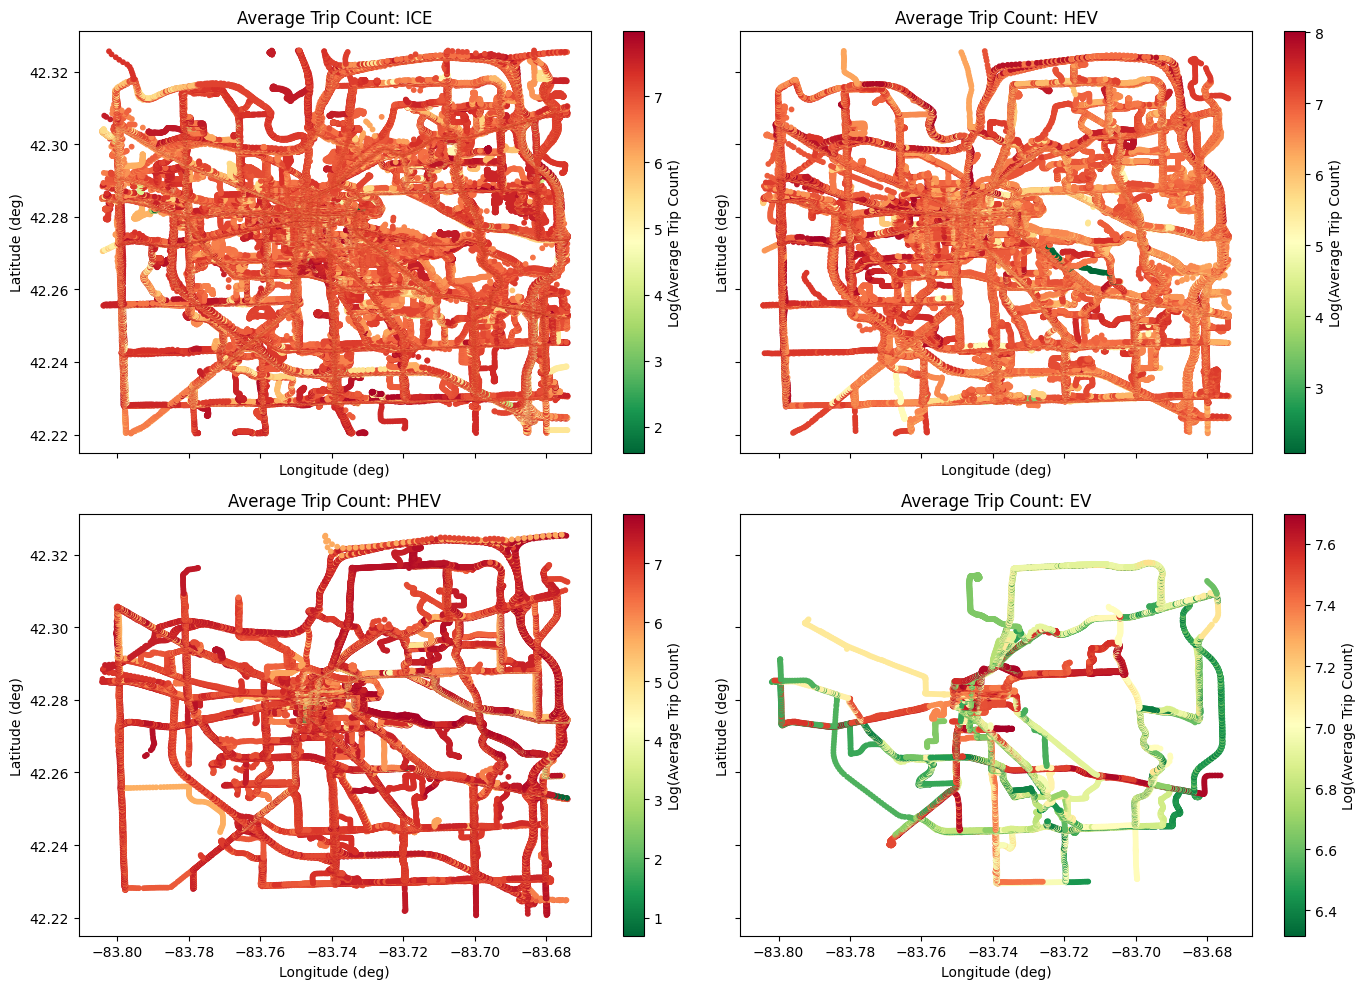 Average Trip Count: ICE
42.32
42.30
42.28
42.26
42.24
42.22
Latitude (deg)
Longitude (deg)
7
6
5
4
3
2
Log(Average Trip Count)
Average Trip Count: HEV
Latitude (deg)
Longitude (deg)
8
7
6
5
4
3
Log(Average Trip Count)
Average Trip Count: PHEV
42.32
42.30
42.28
42.26
42.24
42.22
Latitude (deg)
−83.80 −83.78 −83.76 −83.74 −83.72 −83.70 −83.68
Longitude (deg)
7
6
5
4
3
2
1
Log(Average Trip Count)
Average Trip Count: EV
Latitude (deg)
−83.80 −83.78 −83.76 −83.74 −83.72 −83.70 −83.68
Longitude (deg)
7.6
7.4
7.2
7.0
6.8
6.6
6.4
Log(Average Trip Count)